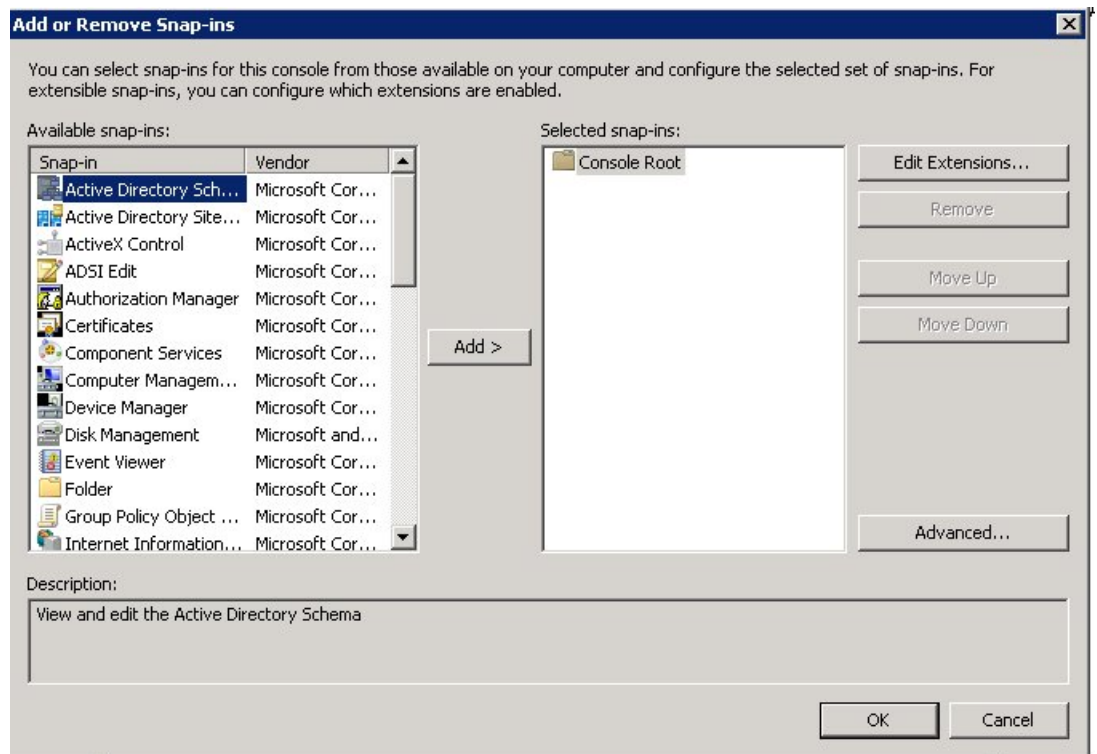 Add or Remove Snap-ins
You can select snap-ins for this console from those available on your computer and configure the selected set of snap-ins. For
extensible snap-ins, you can configure which extensions are enabled.
Available snap-ins:
Selected snap-ins:
Snap-in Vendor
Active Directory Sch... Microsoft Cor...
Active Directory Site... Microsoft Cor...
ActiveX Control Microsoft Cor...
ADSI Edit Microsoft Cor...
Authorization Manager Microsoft Cor...
Certificates Microsoft Cor...
Component Services Microsoft Cor...
Computer Managem... Microsoft Cor...
Device Manager Microsoft Cor...
Disk Management Microsoft and...
Event Viewer Microsoft Cor...
Folder Microsoft Cor...
Group Policy Object ... Microsoft Cor...
Internet Information... Microsoft Cor...
Add >
Console Root
Edit Extensions...
Remove
Move Up
Move Down
Advanced...
Description:
View and edit the Active Directory Schema
OK
Cancel